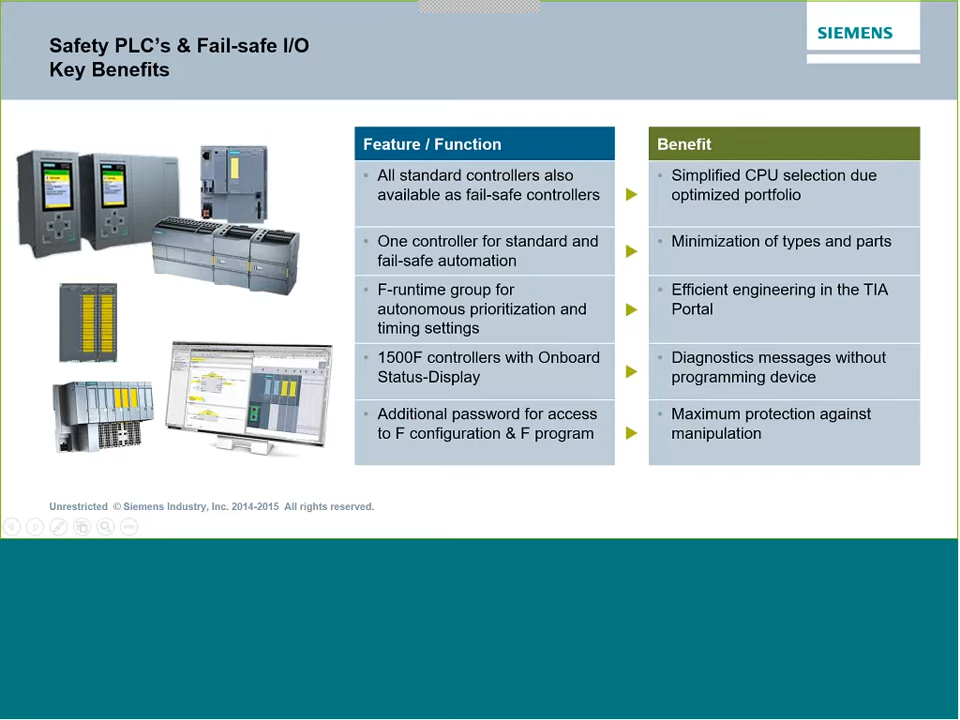 Safety PLC's & Fail-safe I/O
Key Benefits
SIEMENS
Feature / Function
Benefit
• All standard controllers also
available as fail-safe controllers
• Simplified CPU selection due
optimized portfolio
• One controller for standard and
fail-safe automation
• Minimization of types and parts
• F-runtime group for
autonomous prioritization and
timing settings
• Efficient engineering in the TIA
Portal
• 1500F controllers with Onboard
Status-Display
• Diagnostics messages without
programming device
• Additional password for access
to F configuration & F program
• Maximum protection against
manipulation
Unrestricted © Siemens Industry, Inc. 2014-2015 All rights reserved.